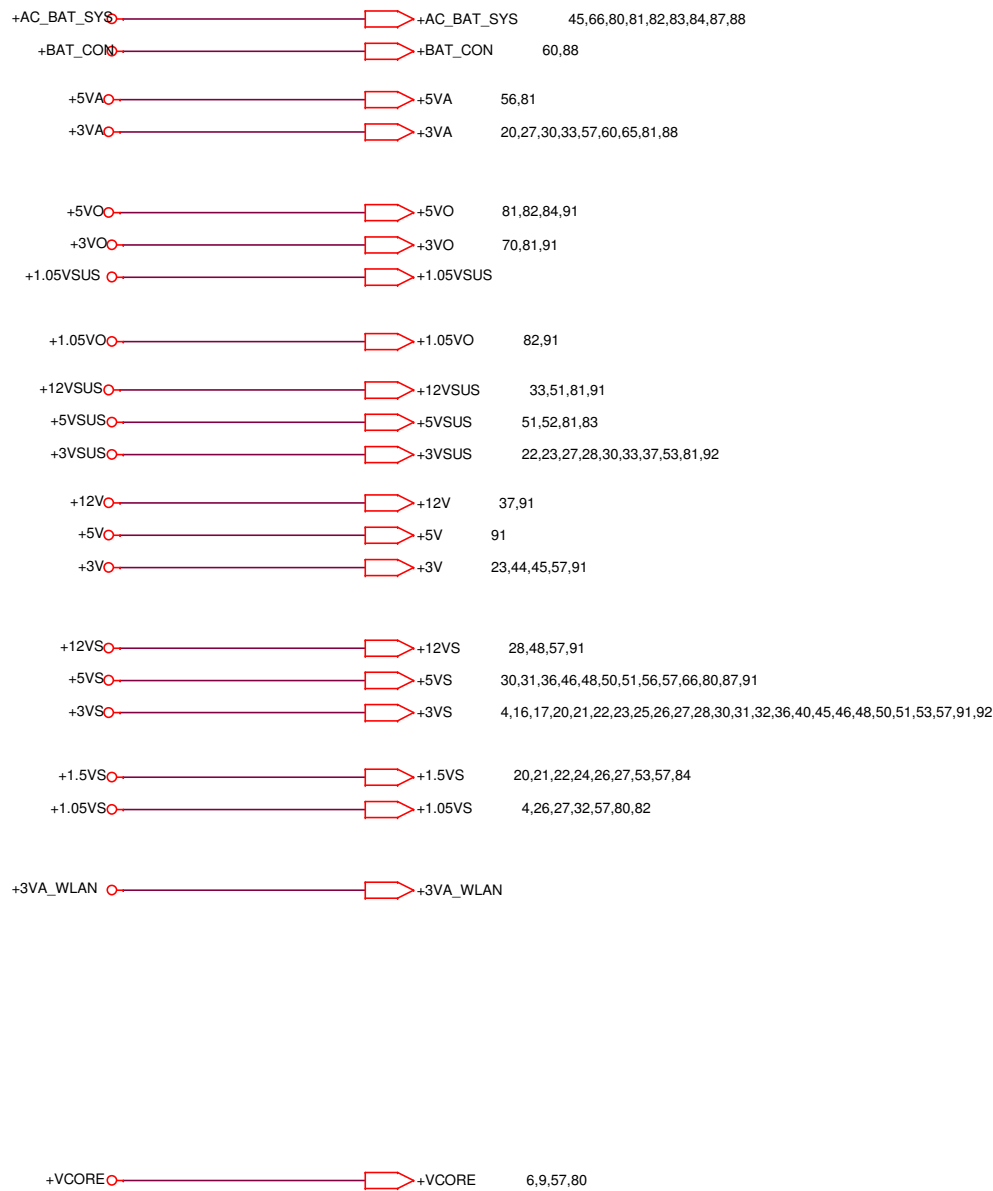 +AC_BAT_SYS +AC_BAT_SYS 45,66,80,81,82,83,84,87,88
+BAT_CON +BAT_CON 60,88
+5VA +5VA 56,81
+3VA +3VA 20,27,30,33,57,60,65,81,88
+5VO +5VO 81,82,84,91
+3VO +3VO 70,81,91
+1.05VSUS +1.05VSUS
+1.05VO +1.05VO 82,91
+12VSUS +12VSUS 33,51,81,91
+5VSUS +5VSUS 51,52,81,83
+3VSUS +3VSUS 22,23,27,28,30,33,37,53,81,92
+12V +12V 37,91
+5V +5V 91
+3V +3V 23,44,45,57,91
+12VS +12VS 28,48,57,91
+5VS +5VS 30,31,36,46,48,50,51,56,57,66,80,87,91
+3VS +3VS 4,16,17,20,21,22,23,25,26,27,28,30,31,32,36,40,45,46,48,50,51,53,57,91,92
+1.5VS +1.5VS 20,21,22,24,26,27,53,57,84
+1.05VS +1.05VS 4,26,27,32,57,80,82
+3VA_WLAN +3VA_WLAN
+VCORE +VCORE 6,9,57,80